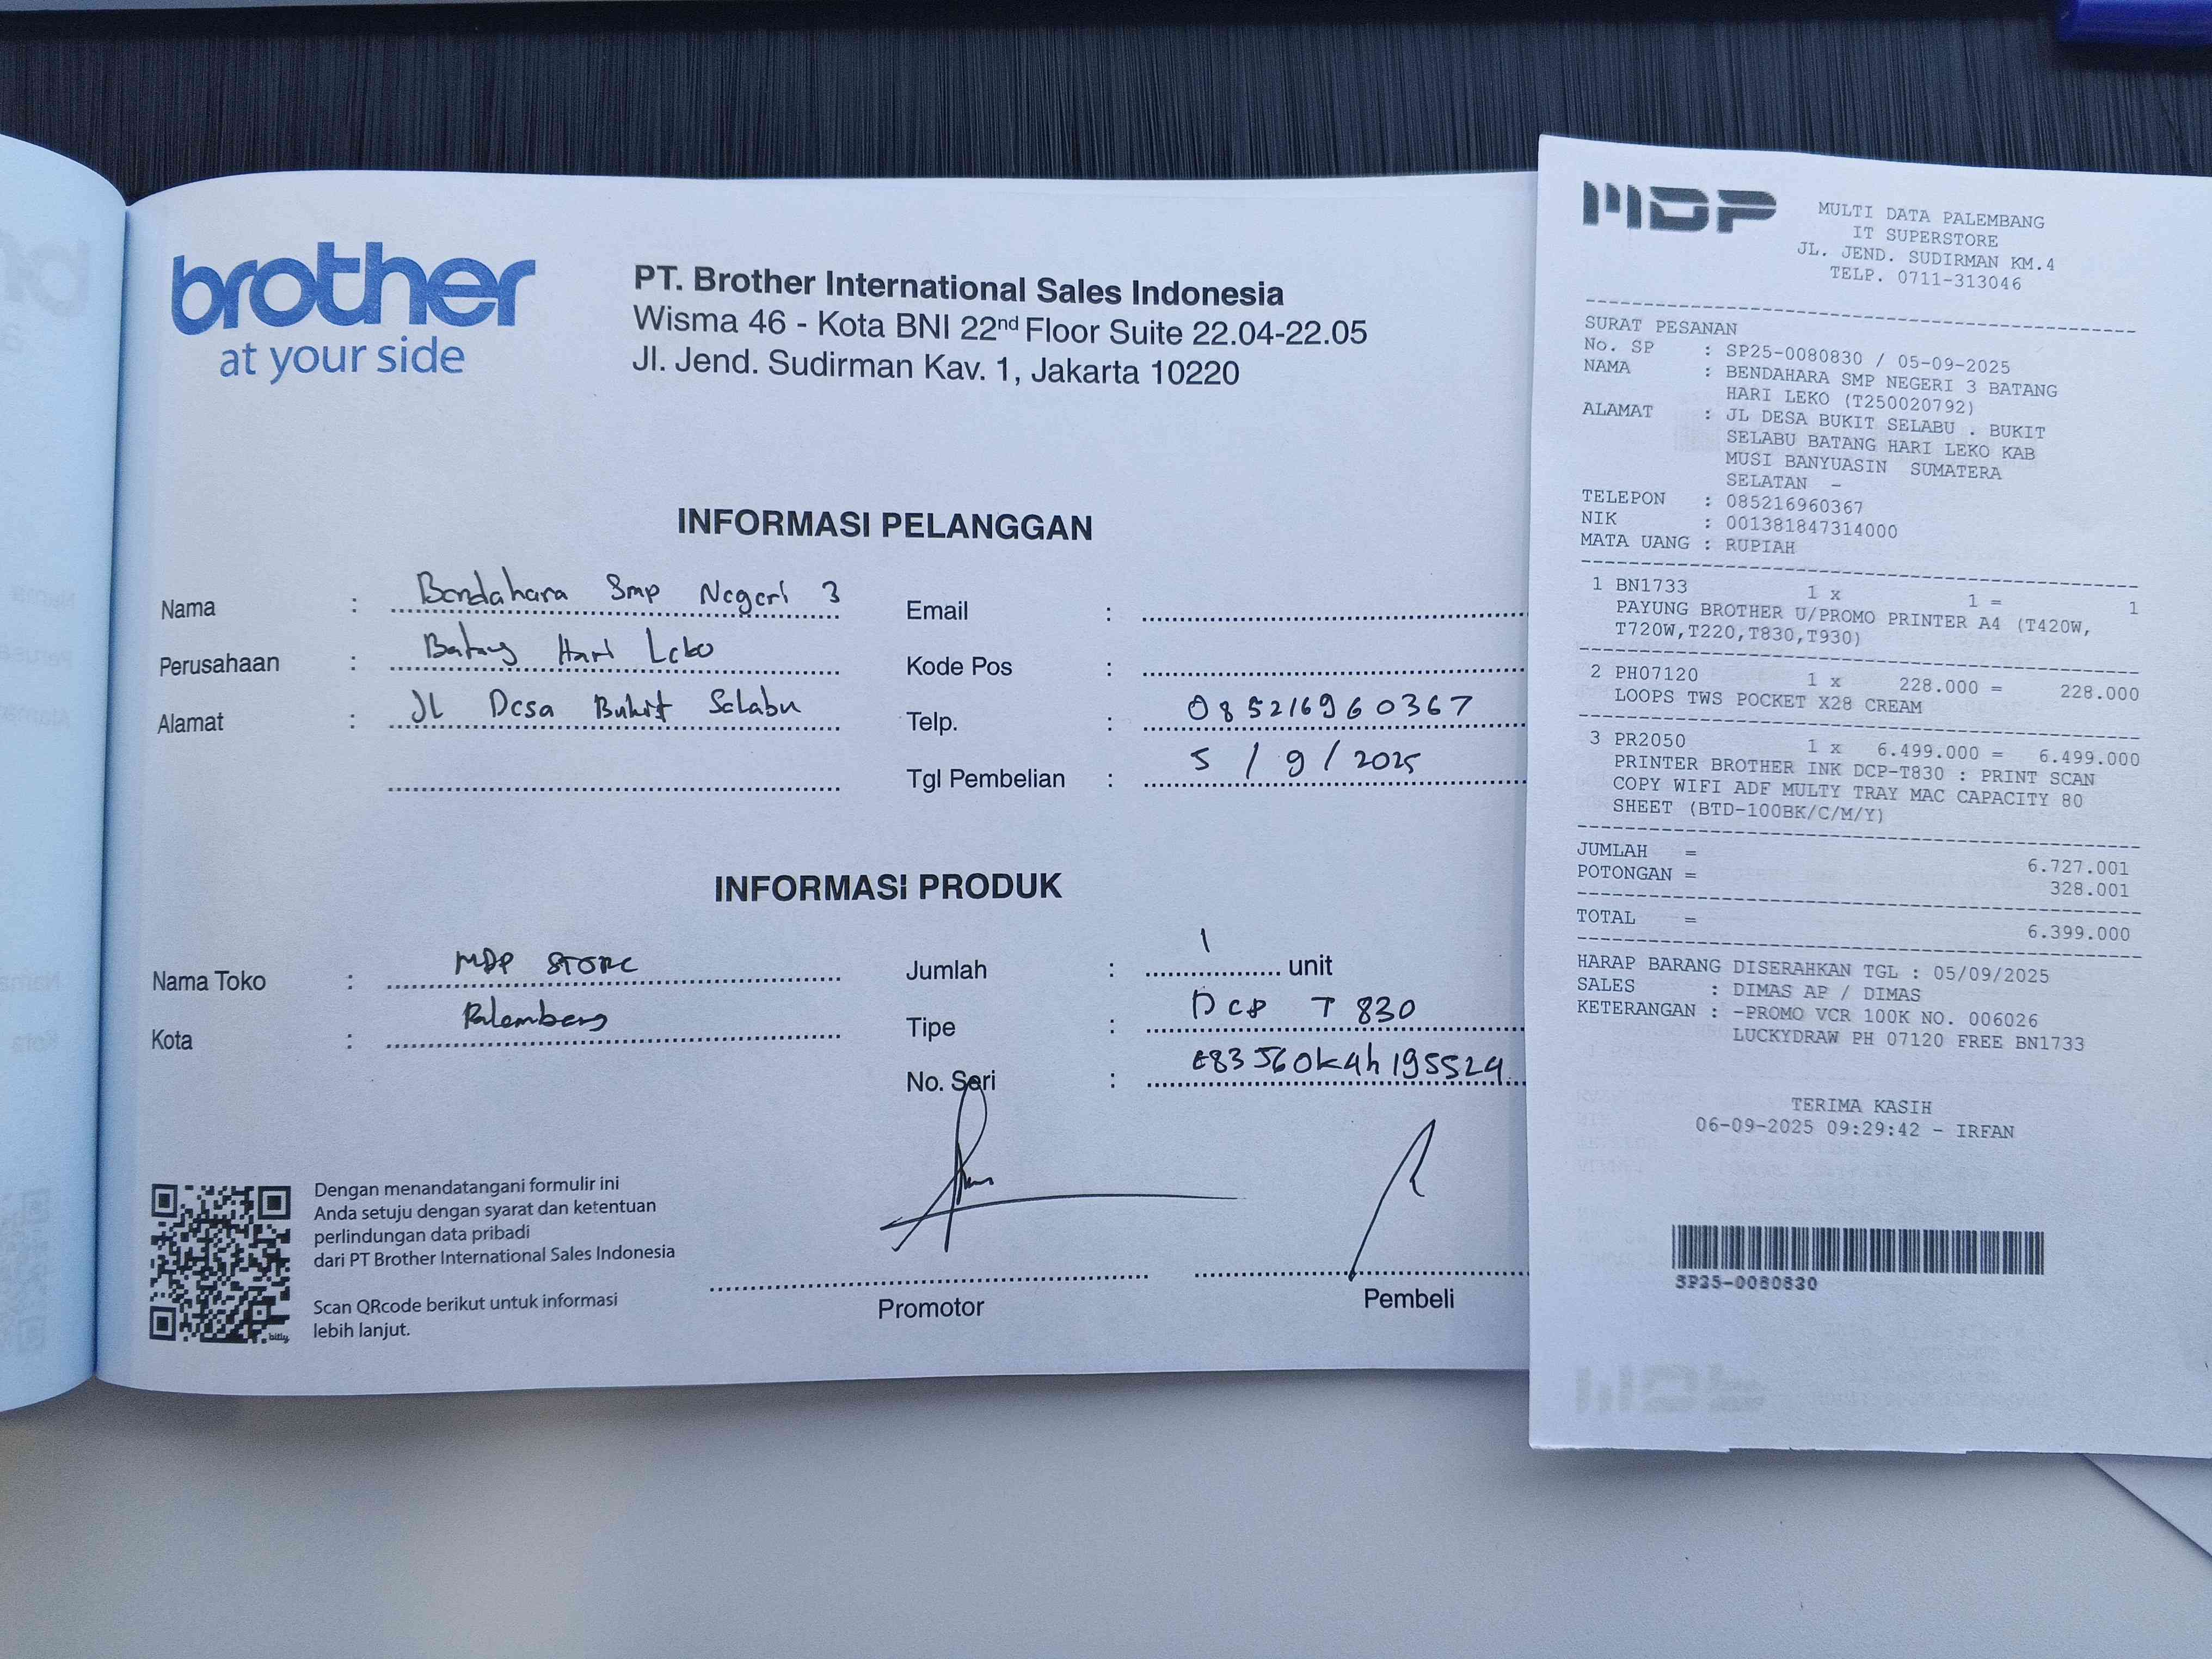 brother
at your side
PT. Brother International Sales Indonesia
Wisma 46 - Kota BNI 22nd Floor Suite 22.04-22.05
Jl. Jend. Sudirman Kav. 1, Jakarta 10220
INFORMASI PELANGGAN
Nama : Bendahara Smp Negeri 3
Perusahaan : Batang Hari Leko
Alamat : JL Desa Bukit Selabu
Email :
Kode Pos :
Telp. : 085216960367
Tgl Pembelian : 5 / 9 / 2025
INFORMASI PRODUK
Nama Toko : MDP STORE
Kota : Palembang
Jumlah : 1 unit
Tipe : DCP T 830
No. Seri :
Dengan menandatangani formulir ini
Anda setuju dengan syarat dan ketentuan
perlindungan data pribadi
dari PT Brother International Sales Indonesia
Scan QRcode berikut untuk informasi
lebih lanjut.
bitly
Promotor
Pembeli
MDP
MULTI DATA PALEMBANG
IT SUPERSTORE
JL. JEND. SUDIRMAN KM.4
TELP. 0711-313046
SURAT PESANAN
No. SP : SP25-0080830 / 05-09-2025
NAMA : BENDAHARA SMP NEGERI 3 BATANG
HARI LEKO (T250020792)
ALAMAT : JL DESA BUKIT SELABU . BUKIT
SELABU BATANG HARI LEKO KAB
MUSI BANYUASIN SUMATERA
SELATAN -
TELEPON : 085216960367
NIK : 001381847314000
MATA UANG : RUPIAH
1 BN1733 1 x 1 = 1
PAYUNG BROTHER U/PROMO PRINTER A4 (T420W,
T720W,T220,T830,T930)
2 PH07120 1 x 228.000 = 228.000
LOOPS TWS POCKET X28 CREAM
3 PR2050 1 x 6.499.000 = 6.499.000
PRINTER BROTHER INK DCP-T830 : PRINT SCAN
COPY WIFI ADF MULTY TRAY MAC CAPACITY 80
SHEET (BTD-100BK/C/M/Y)
JUMLAH = 6.727.001
POTONGAN = 328.001
TOTAL = 6.399.000
HARAP BARANG DISERAHKAN TGL : 05/09/2025
SALES : DIMAS AP / DIMAS
KETERANGAN : -PROMO VCR 100K NO. 006026
LUCKYDRAW PH 07120 FREE BN1733
TERIMA KASIH
06-09-2025 09:29:42 - IRFAN
SP25-0080830